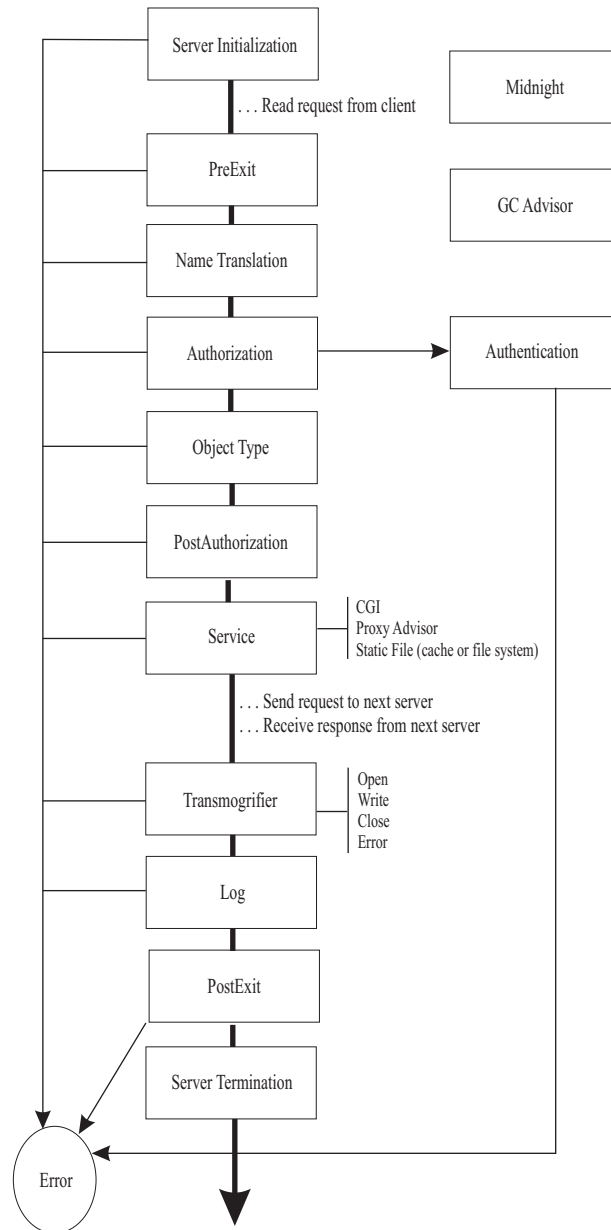 Server Initialization
Midnight
. . . Read request from client
PreExit
GC Advisor
Name Translation
Authorization
Authentication
Object Type
PostAuthorization
Service
CGI
Proxy Advisor
Static File (cache or file system)
. . . Send request to next server
. . . Receive response from next server
Transmogrifier
Open
Write
Close
Error
Log
PostExit
Server Termination
Error